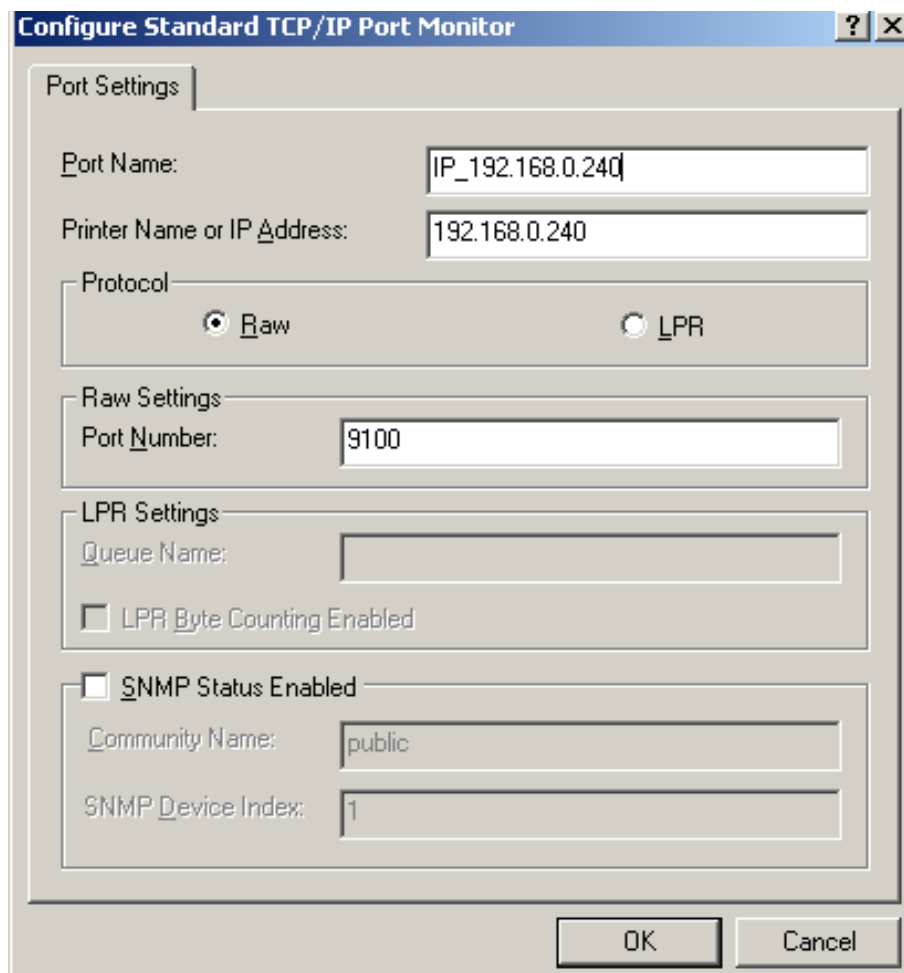 Configure Standard TCP/IP Port Monitor
Port Settings
Port Name:
IP_192.168.0.240
Printer Name or IP Address:
192.168.0.240
Protocol
Raw
LPR
Raw Settings
Port Number:
9100
LPR Settings
Queue Name:
LPR Byte Counting Enabled
SNMP Status Enabled
Community Name:
public
SNMP Device Index:
1
OK
Cancel